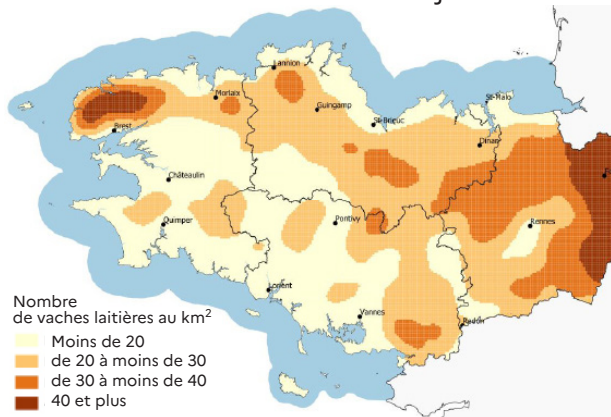 Lannion
Morlaix
Guingamp
St-Malo
St-Brieuc
Brest
Dinan
Châteaulin
Rennes
Quimper
Pontivy
Lorient
Vannes
Redon
Nombre
de vaches laitières au km²
Moins de 20
de 20 à moins de 30
de 30 à moins de 40
40 et plus